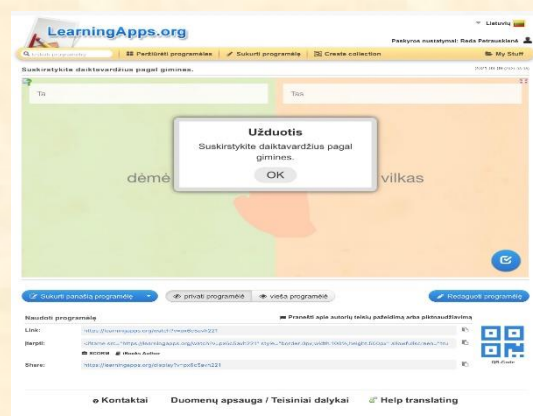 LearningApps.org
Lietuvių
Paskyros nustatymai: Rada Petrauskienė
Peržiūrėti programėles
Sukurti programėlę
Create collection
My Stuff
Suskirstykite daiktavardžius pagal gimines.
Ta
Tas
Užduotis
Suskirstykite daiktavardžius pagal
gimines.
OK
dėmė
vilkas
Sukurti panašią programėlę
privati programėlė
vieša programėlė
Redaguoti programėlę
Naudoti programėlę
Pranešti apie autorių teisių pažeidimą arba piktnaudžiavimą
Link:
Įterpti:
SCORM
iBooks Author
Share:
QR-Code
Kontaktai
Duomenų apsauga / Teisiniai dalykai
Help translating